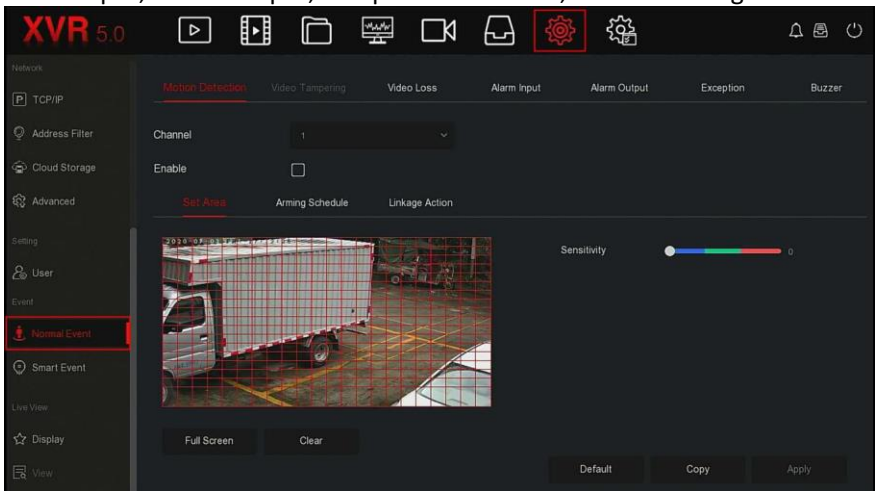 XVR 5.0
Network
TCP/IP
Address Filter
Cloud Storage
Advanced
Setting
User
Event
Normal Event
Smart Event
Live View
Display
View
Motion Detection Video Tampering Video Loss Alarm Input Alarm Output Exception Buzzer
Channel 1
Enable
Set Area Arming Schedule Linkage Action
Sensitivity 0
Full Screen Clear
Default Copy Apply